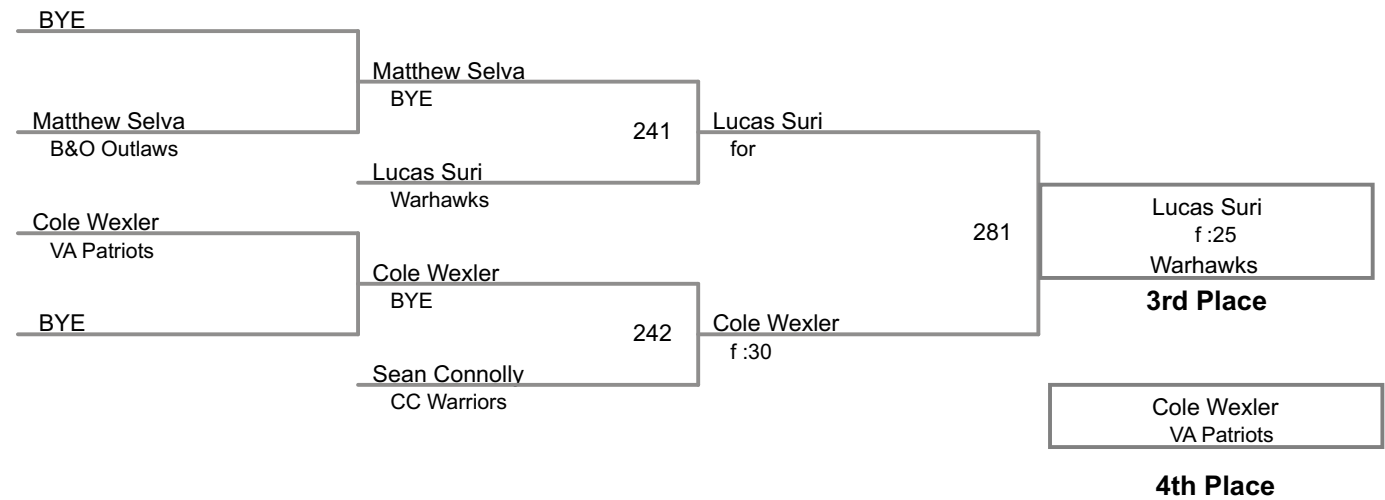 BYE
Matthew Selva
BYE
Matthew Selva
B&O Outlaws
241
Lucas Suri
for
Lucas Suri
Warhawks
Cole Wexler
VA Patriots
281
Lucas Suri
f :25
Warhawks
3rd Place
Cole Wexler
BYE
BYE
242
Cole Wexler
f :30
Sean Connolly
CC Warriors
Cole Wexler
VA Patriots
4th Place